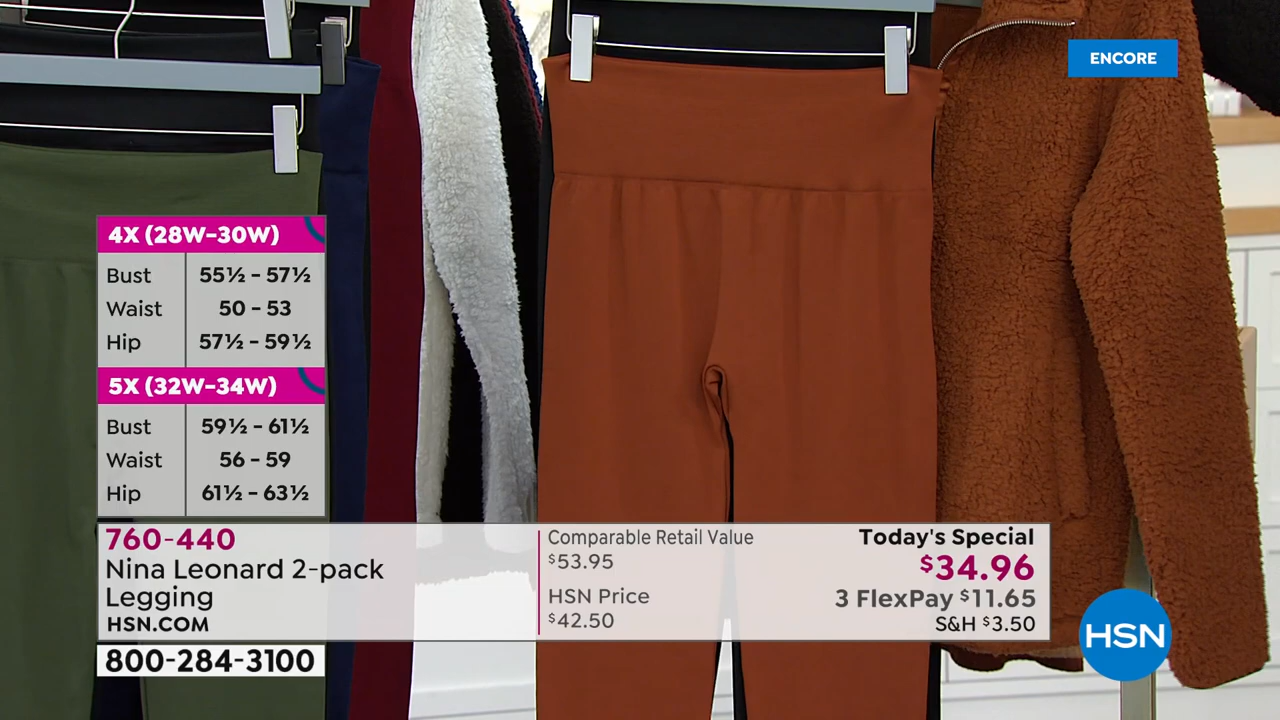 ENCORE
4X (28W-30W)
Bust 55½ - 57½
Waist 50 - 53
Hip 57½ - 59½
5X (32W-34W)
Bust 59½ - 61½
Waist 56 - 59
Hip 61½ - 63½
760-440
Nina Leonard 2-pack
Legging
HSN.COM
800-284-3100
Comparable Retail Value
$53.95
HSN Price
$42.50
Today's Special
$34.96
3 FlexPay $11.65
S&H $3.50
HSN